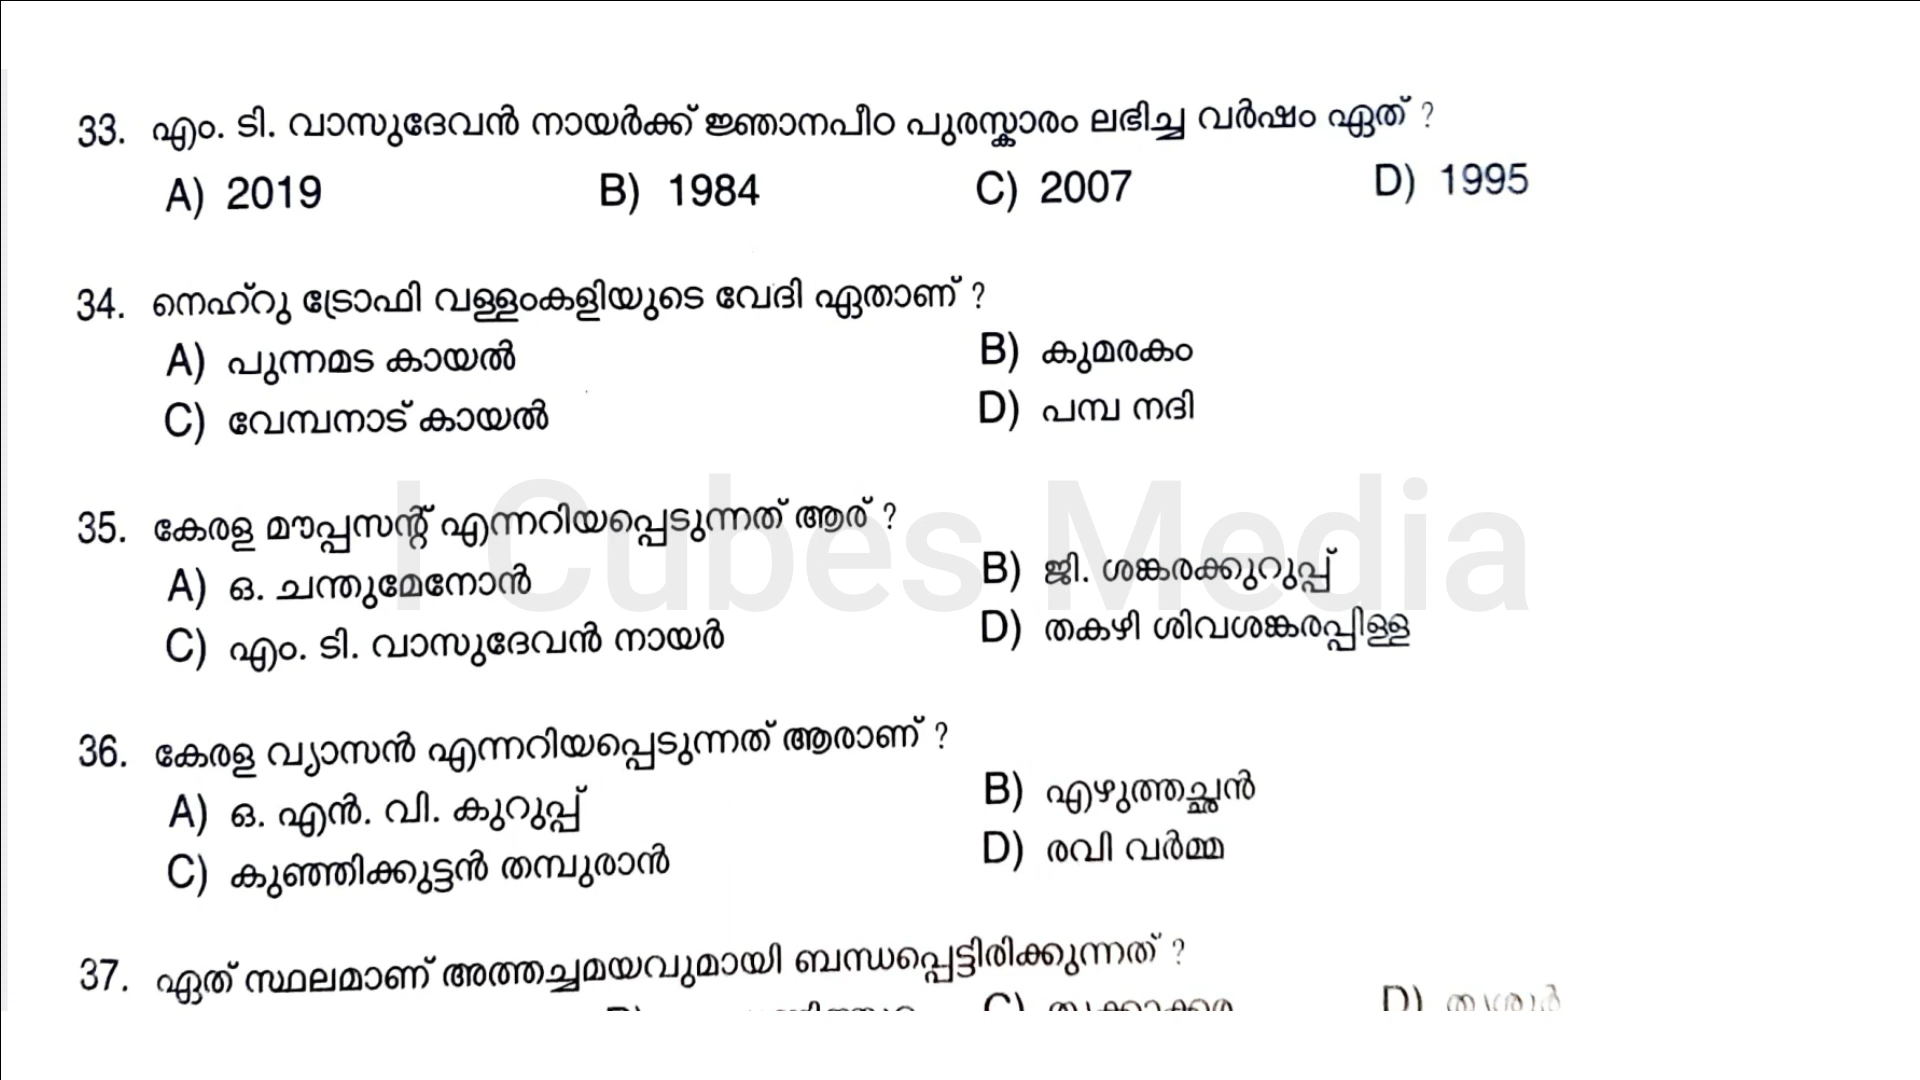 33. എം. ടി. വാസുദേവൻ നായർക്ക് ജ്ഞാനപീഠ പുരസ്കാരം ലഭിച്ച വർഷം ഏത് ?
A) 2019 B) 1984 C) 2007 D) 1995
34. നെഹ്റു ട്രോഫി വള്ളംകളിയുടെ വേദി ഏതാണ് ?
A) പുന്നമട കായൽ B) കുമരകം
C) വേമ്പനാട് കായൽ D) പമ്പ നദി
I Cubes Media
35. കേരള മൗപ്പസന്റ് എന്നറിയപ്പെടുന്നത് ആര് ?
A) ഒ. ചന്തുമേനോൻ B) ജി. ശങ്കരക്കുറുപ്പ്
C) എം. ടി. വാസുദേവൻ നായർ D) തകഴി ശിവശങ്കരപ്പിള്ള
36. കേരള വ്യാസൻ എന്നറിയപ്പെടുന്നത് ആരാണ് ?
A) ഒ. എൻ. വി. കുറുപ്പ് B) എഴുത്തച്ഛൻ
C) കുഞ്ഞിക്കുട്ടൻ തമ്പുരാൻ D) രവി വർമ്മ
37. ഏത് സ്ഥലമാണ് അത്തച്ചമയവുമായി ബന്ധപ്പെട്ടിരിക്കുന്നത് ?
C) D)